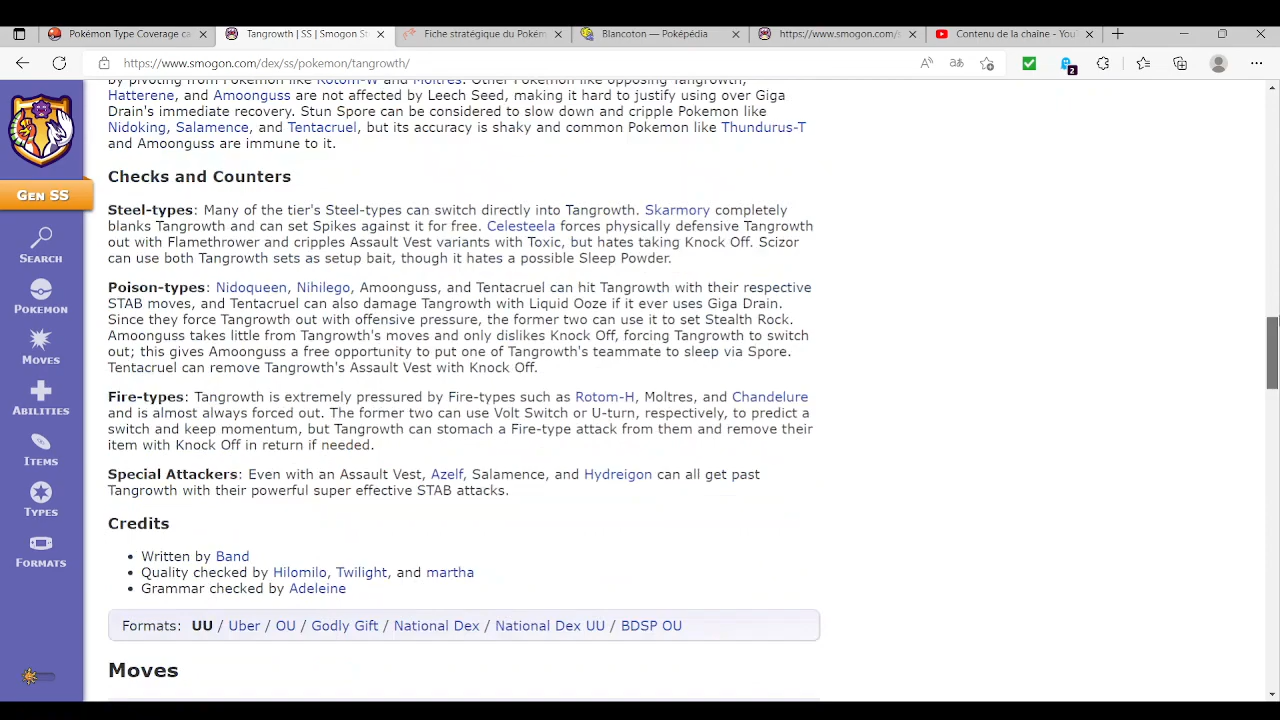 Pokémon Type Coverage ca
Tangrowth | SS | Smogon St
Fiche stratégique du Pokém
Blancoton — Poképédia
https://www.smogon.com/s
Contenu de la chaîne - You
https://www.smogon.com/dex/ss/pokemon/tangrowth/
2
by pivoting from Pokemon like Rotom-W and Moltres. Other Pokemon like opposing Tangrowth,
Hatterene, and Amoonguss are not affected by Leech Seed, making it hard to justify using over Giga
Drain's immediate recovery. Stun Spore can be considered to slow down and cripple Pokemon like
Nidoking, Salamence, and Tentacruel, but its accuracy is shaky and common Pokemon like Thundurus-T
and Amoonguss are immune to it.
Checks and Counters
Steel-types: Many of the tier's Steel-types can switch directly into Tangrowth. Skarmory completely
blanks Tangrowth and can set Spikes against it for free. Celesteela forces physically defensive Tangrowth
out with Flamethrower and cripples Assault Vest variants with Toxic, but hates taking Knock Off. Scizor
can use both Tangrowth sets as setup bait, though it hates a possible Sleep Powder.
Poison-types: Nidoqueen, Nihilego, Amoonguss, and Tentacruel can hit Tangrowth with their respective
STAB moves, and Tentacruel can also damage Tangrowth with Liquid Ooze if it ever uses Giga Drain.
Since they force Tangrowth out with offensive pressure, the former two can use it to set Stealth Rock.
Amoonguss takes little from Tangrowth's moves and only dislikes Knock Off, forcing Tangrowth to switch
out; this gives Amoonguss a free opportunity to put one of Tangrowth's teammate to sleep via Spore.
Tentacruel can remove Tangrowth's Assault Vest with Knock Off.
Fire-types: Tangrowth is extremely pressured by Fire-types such as Rotom-H, Moltres, and Chandelure
and is almost always forced out. The former two can use Volt Switch or U-turn, respectively, to predict a
switch and keep momentum, but Tangrowth can stomach a Fire-type attack from them and remove their
item with Knock Off in return if needed.
Special Attackers: Even with an Assault Vest, Azelf, Salamence, and Hydreigon can all get past
Tangrowth with their powerful super effective STAB attacks.
Credits
• Written by Band
• Quality checked by Hilomilo, Twilight, and martha
• Grammar checked by Adeleine
Formats: UU / Uber / OU / Godly Gift / National Dex / National Dex UU / BDSP OU
Moves
Gen SS
Search
Pokemon
Moves
Abilities
Items
Types
Formats